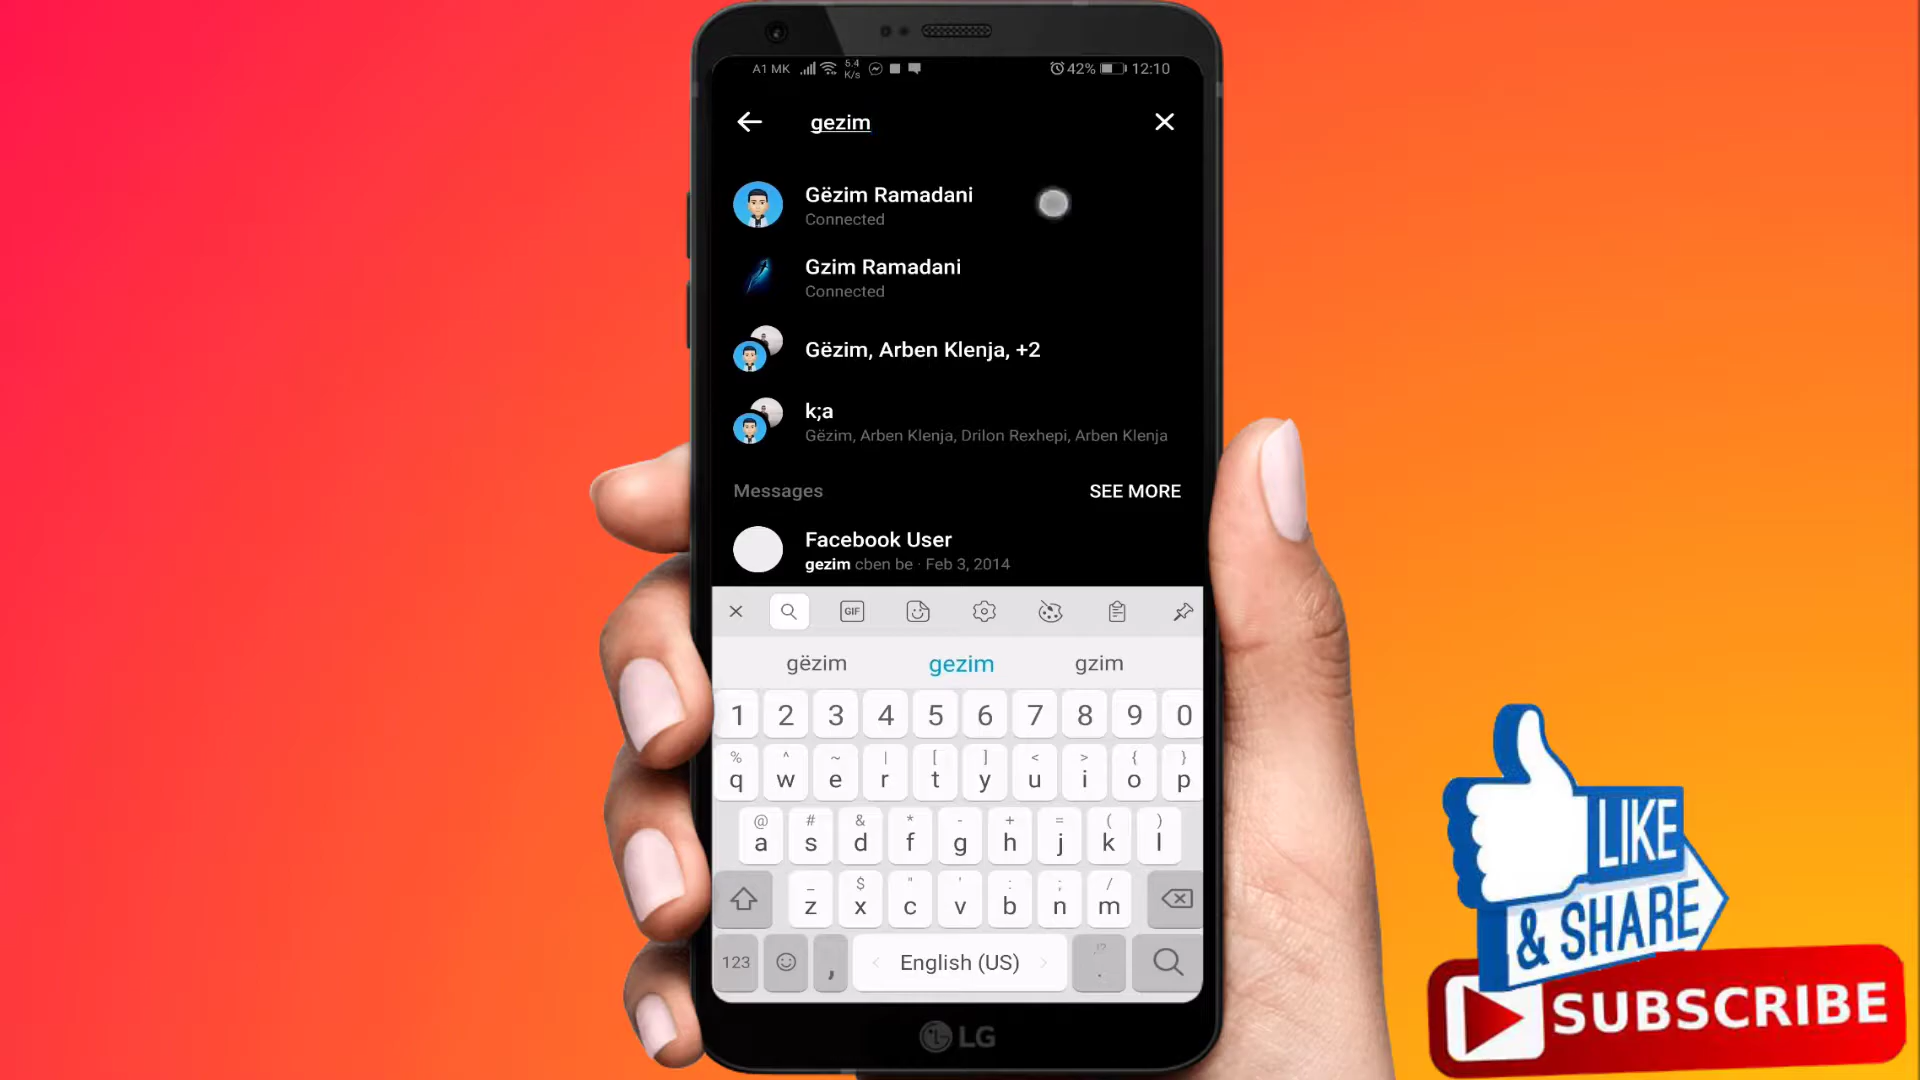 A1 MK 5.4 K/s 42% 12:10
gezim
Gëzim Ramadani
Connected
Gzim Ramadani
Connected
Gëzim, Arben Klenja, +2
k;a
Gëzim, Arben Klenja, Drilon Rexhepi, Arben Klenja
Messages SEE MORE
Facebook User
gezim cben be · Feb 3, 2014
GIF
gëzim gezim gzim
1 2 3 4 5 6 7 8 9 0
% ^ ~ | [ ] < > { }
q w e r t y u i o p
@ # & * - + = ( )
a s d f g h j k l
_ $ " ' : ; /
z x c v b n m
123 , < English (US) > .!? .
LG
LIKE
& SHARE
SUBSCRIBE